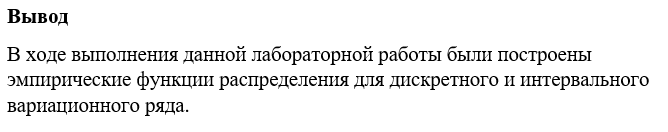 Вывод
В ходе выполнения данной лабораторной работы были построены
эмпирические функции распределения для дискретного и интервального
вариационного ряда.